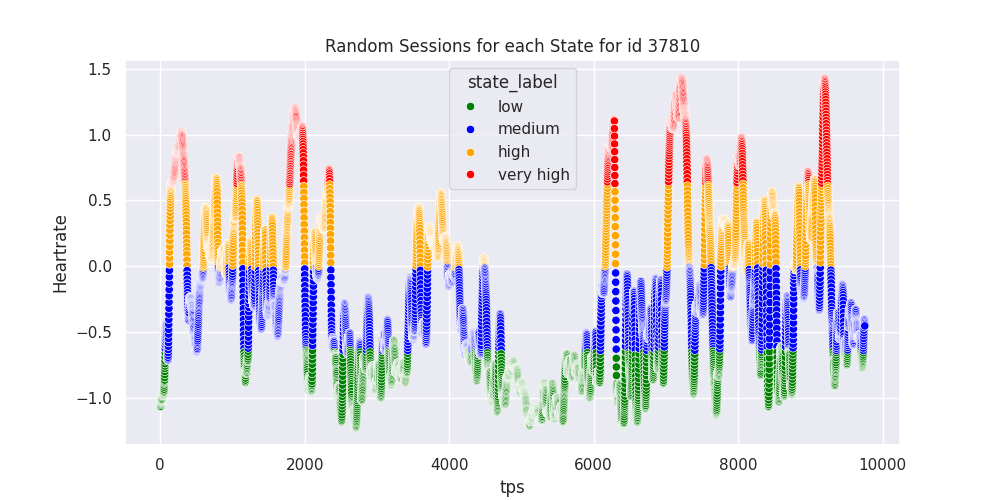 Random Sessions for each State for id 37810
1.5
1.0
0.5
0.0
−0.5
−1.0
Heartrate
state_label
low
medium
high
very high
0 2000 4000 6000 8000 10000
tps